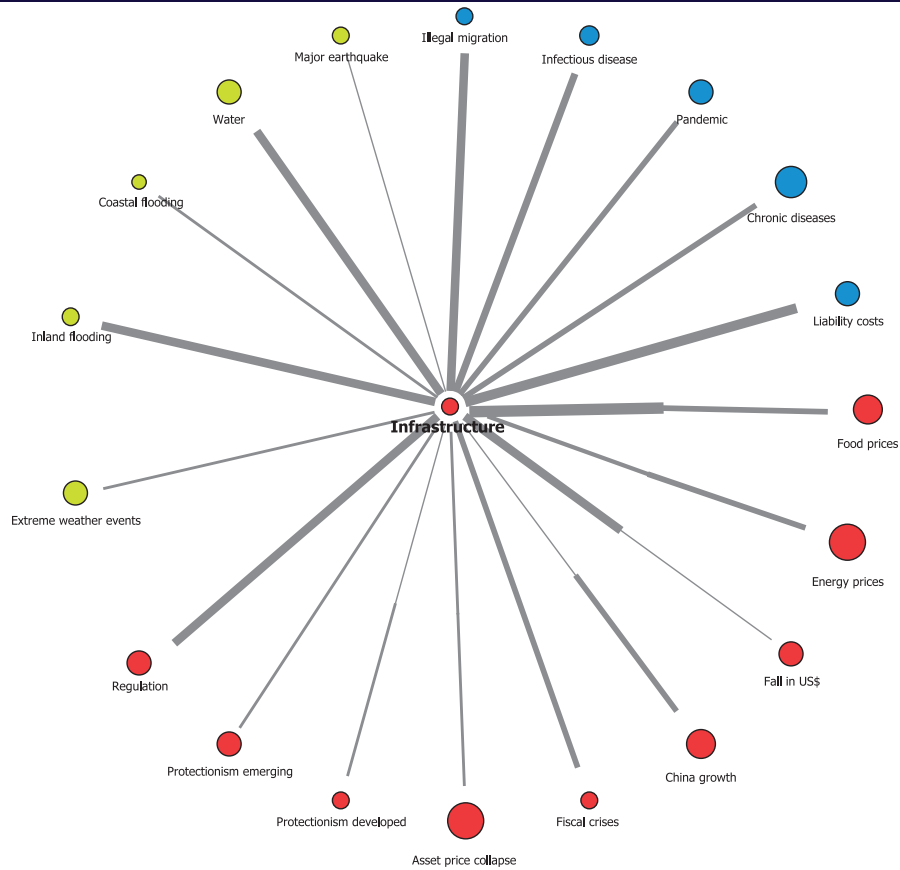 Illegal migration
Major earthquake
Infectious disease
Water
Pandemic
Coastal flooding
Chronic diseases
Inland flooding
Liability costs
Infrastructure
Food prices
Extreme weather events
Energy prices
Regulation
Fall in US$
Protectionism emerging
China growth
Protectionism developed
Fiscal crises
Asset price collapse